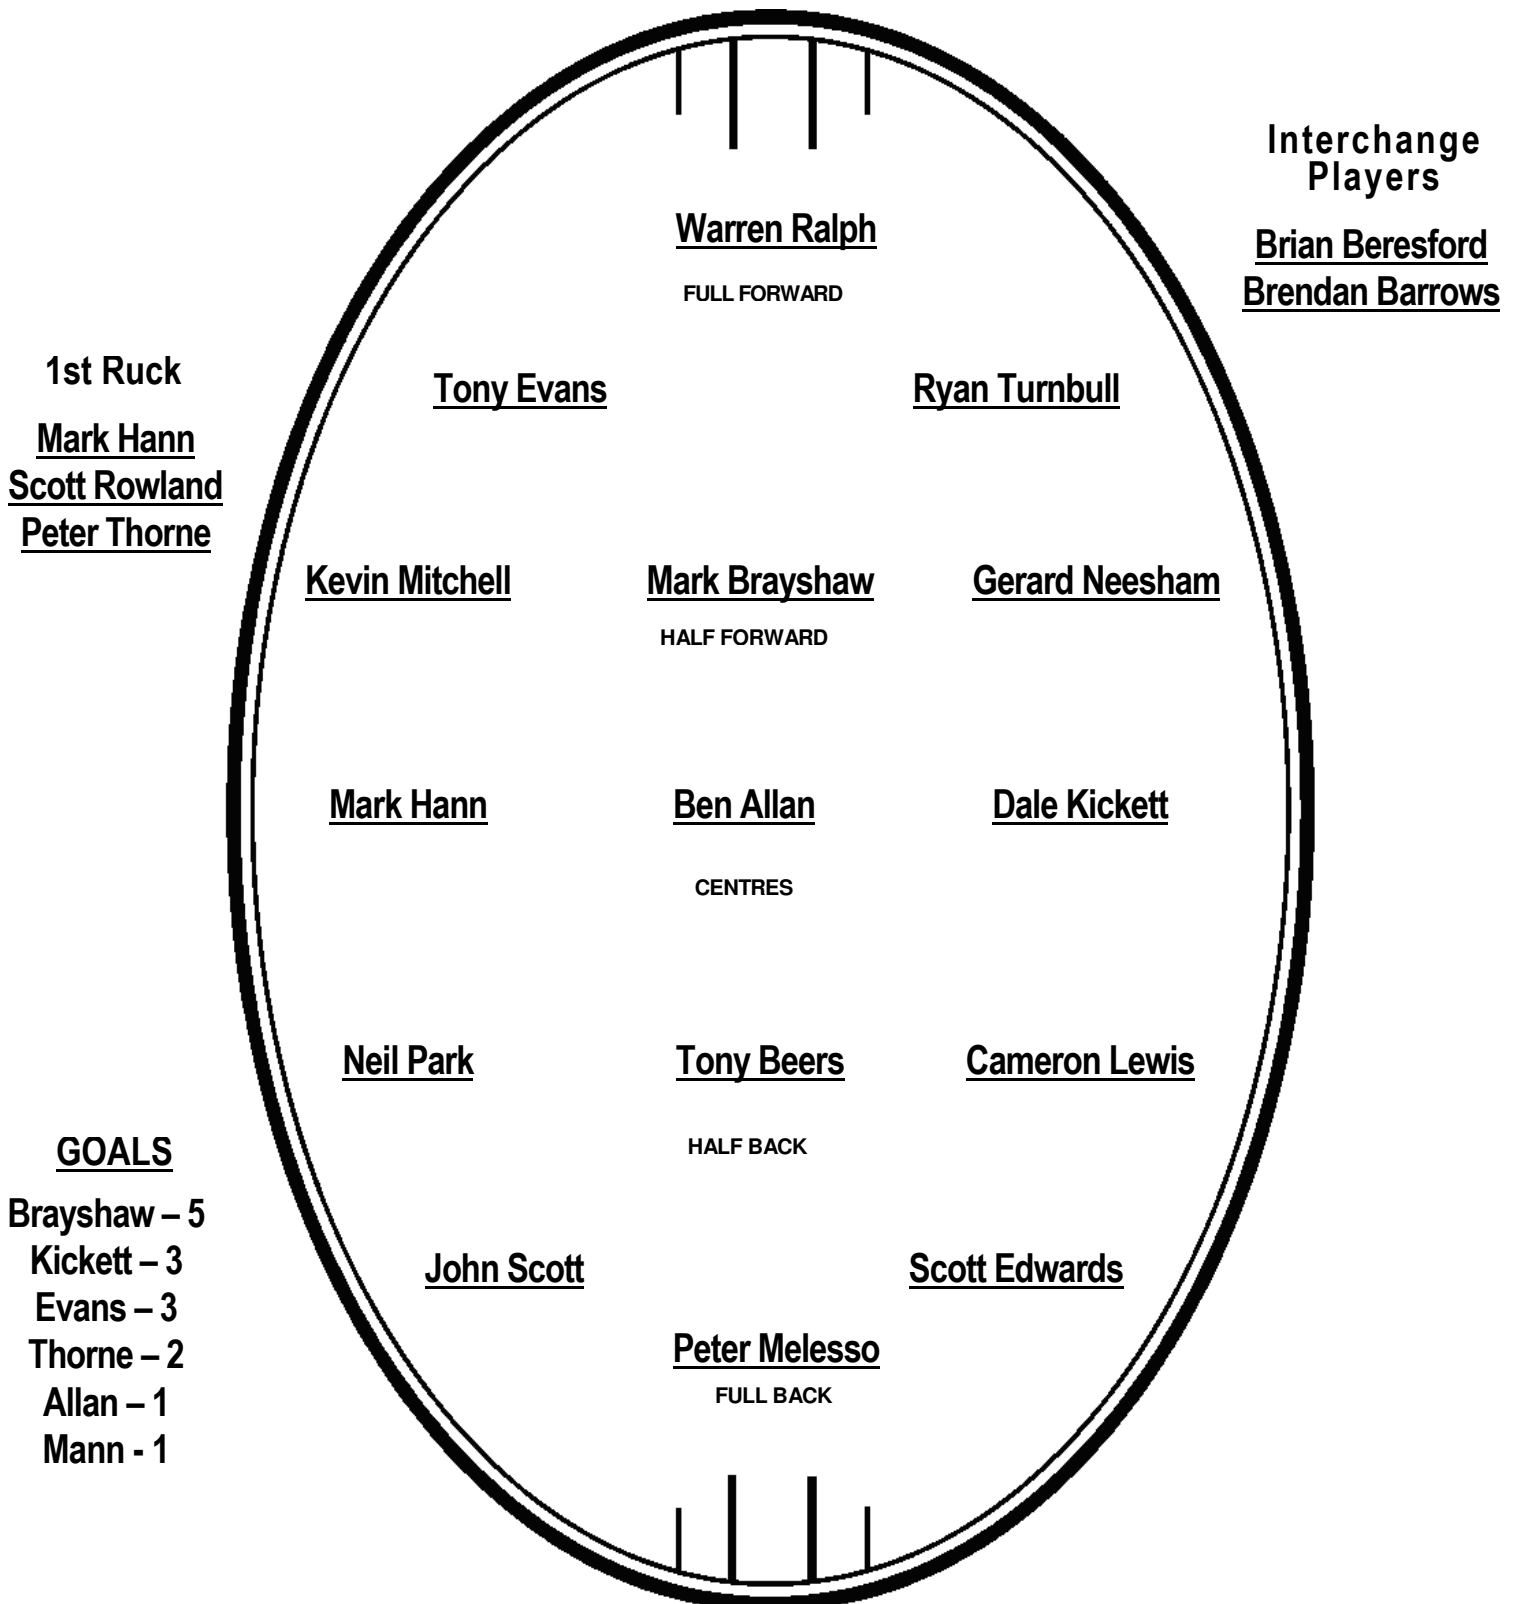 Interchange
Players
Brian Beresford
Brendan Barrows
Warren Ralph
FULL FORWARD
1st Ruck
Mark Hann
Scott Rowland
Peter Thorne
Tony Evans
Ryan Turnbull
Kevin Mitchell
Mark Brayshaw
Gerard Neesham
HALF FORWARD
Mark Hann
Ben Allan
Dale Kickett
CENTRES
Neil Park
Tony Beers
Cameron Lewis
HALF BACK
GOALS
Brayshaw – 5
Kickett – 3
Evans – 3
Thorne – 2
Allan – 1
Mann - 1
John Scott
Scott Edwards
Peter Melesso
FULL BACK